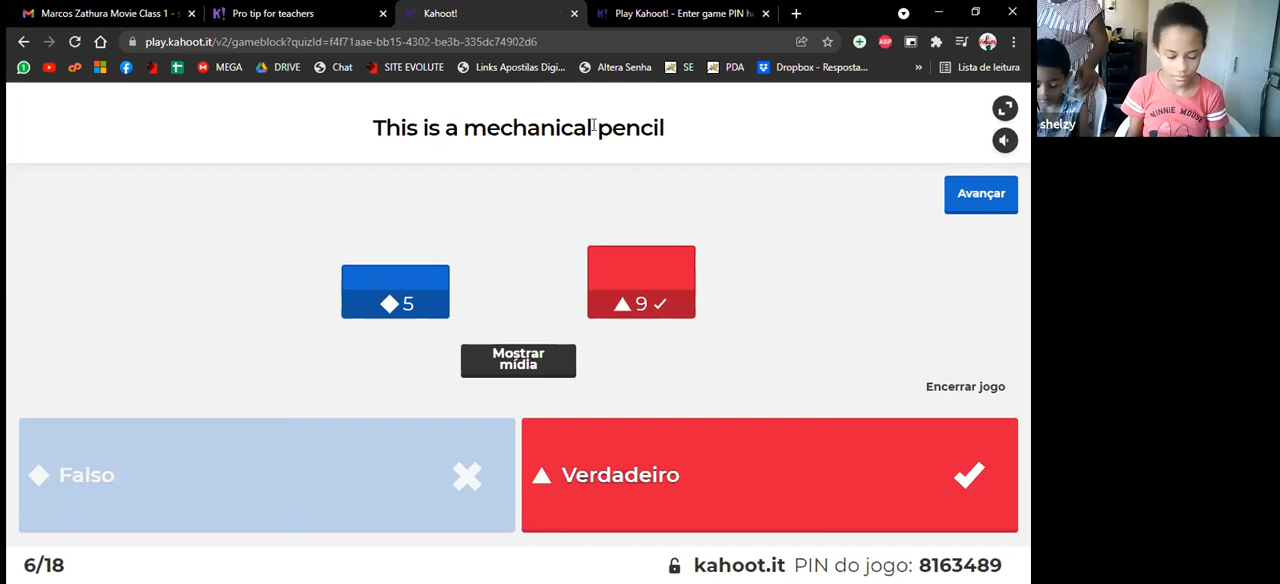 Marcos Zathura Movie Class 1 - s
Pro tip for teachers
Kahoot!
Play Kahoot! - Enter game PIN h
play.kahoot.it/v2/gameblock?quizId=f4f71aae-bb15-4302-be3b-335dc74902d6
ABP
MEGA
DRIVE
Chat
SITE EVOLUTE
Links Apostilas Digi...
Altera Senha
SE
PDA
Dropbox - Resposta...
»
Lista de leitura
shelzy
MINNIE MOUSE
This is a mechanical pencil
Avançar
5
9
Mostrar
mídia
Encerrar jogo
Falso
Verdadeiro
6/18
kahoot.it PIN do jogo: 8163489